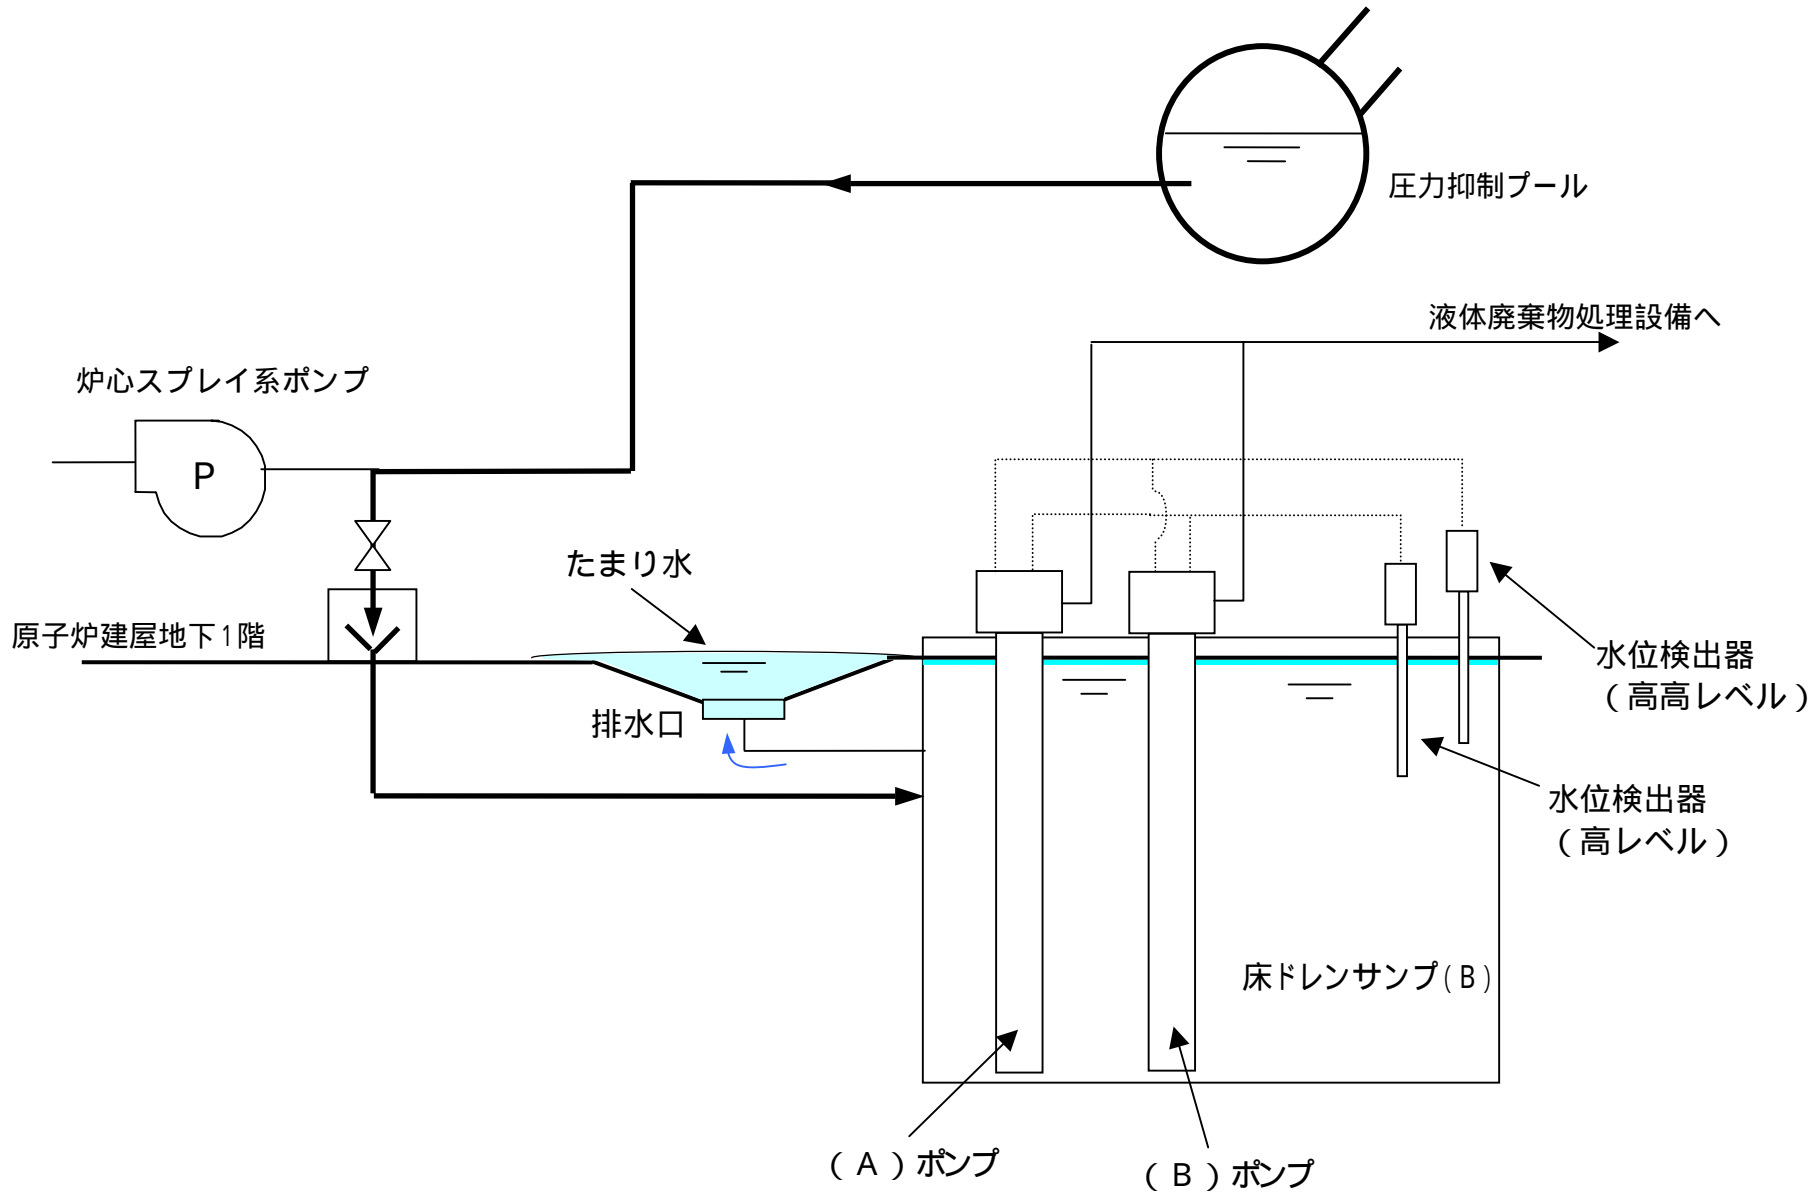 圧力抑制プール
液体廃棄物処理設備へ
炉心スプレイ系ポンプ
P
たまり水
原子炉建屋地下1階
水位検出器
(高高レベル)
排水口
水位検出器
(高レベル)
床ドレンサンプ(B)
(A)ポンプ
(B)ポンプ